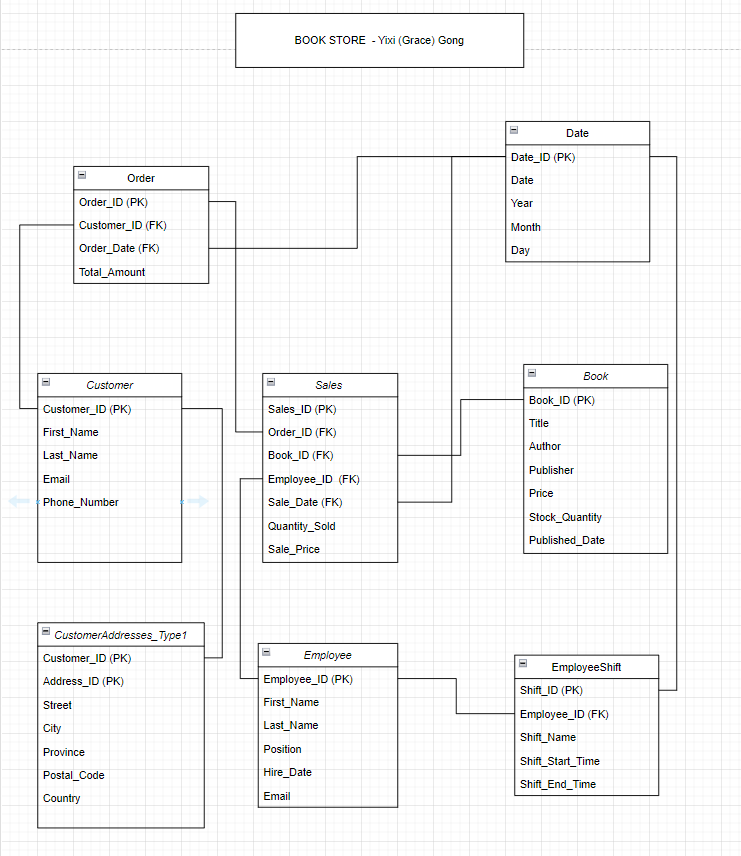 BOOK STORE - Yixi (Grace) Gong
Date
Date_ID (PK)
Date
Year
Month
Day
Order
Order_ID (PK)
Customer_ID (FK)
Order_Date (FK)
Total_Amount
Customer
Customer_ID (PK)
First_Name
Last_Name
Email
Phone_Number
Sales
Sales_ID (PK)
Order_ID (FK)
Book_ID (FK)
Employee_ID (FK)
Sale_Date (FK)
Quantity_Sold
Sale_Price
Book
Book_ID (PK)
Title
Author
Publisher
Price
Stock_Quantity
Published_Date
CustomerAddresses_Type1
Customer_ID (PK)
Address_ID (PK)
Street
City
Province
Postal_Code
Country
Employee
Employee_ID (PK)
First_Name
Last_Name
Position
Hire_Date
Email
EmployeeShift
Shift_ID (PK)
Employee_ID (FK)
Shift_Name
Shift_Start_Time
Shift_End_Time